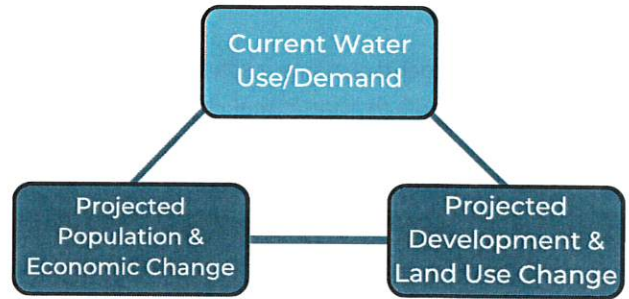 Current Water
Use/Demand
Projected
Population &
Economic Change
Projected
Development &
Land Use Change